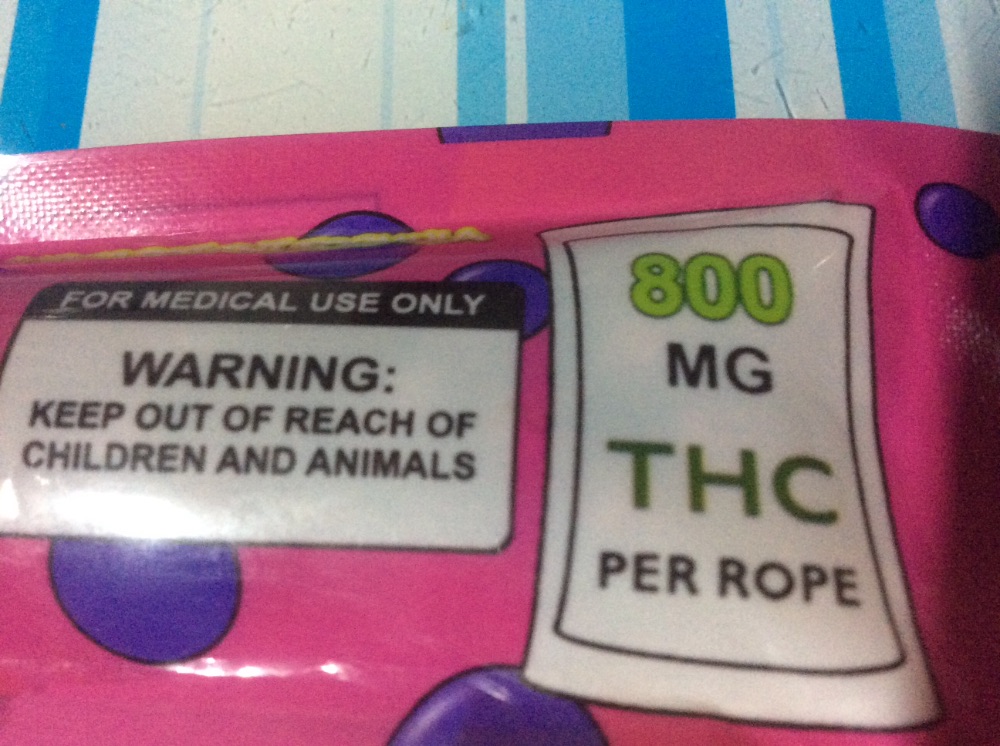 FOR MEDICAL USE ONLY
WARNING:
KEEP OUT OF REACH OF
CHILDREN AND ANIMALS
800
MG
THC
PER ROPE